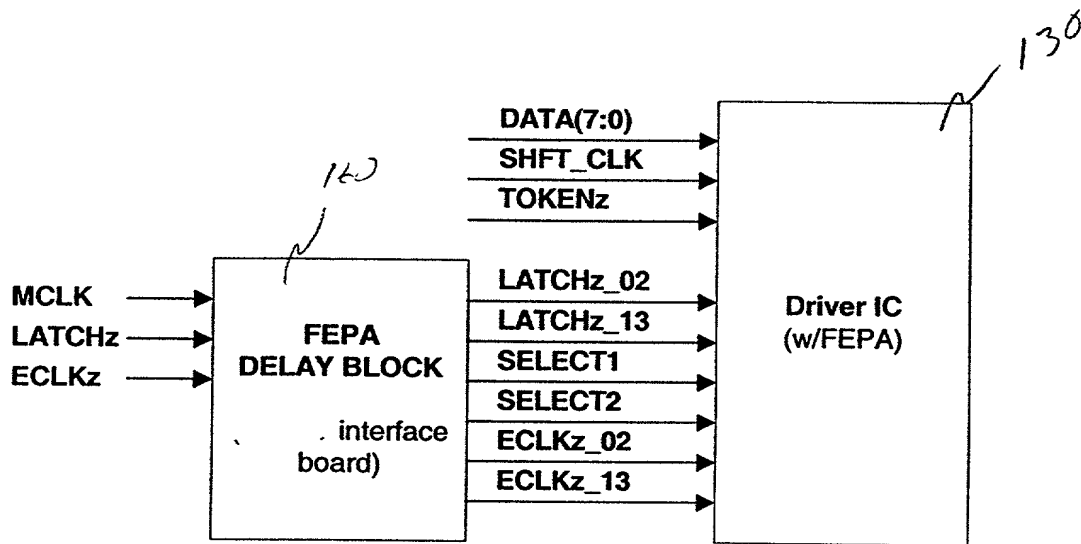 130
DATA(7:0)
SHFT_CLK
TOKENz
MCLK
LATCHz
ECLKz
FEPA
DELAY BLOCK
interface
board)
LATCHz_02
LATCHz_13
SELECT1
SELECT2
ECLKz_02
ECLKz_13
Driver IC
(w/FEPA)